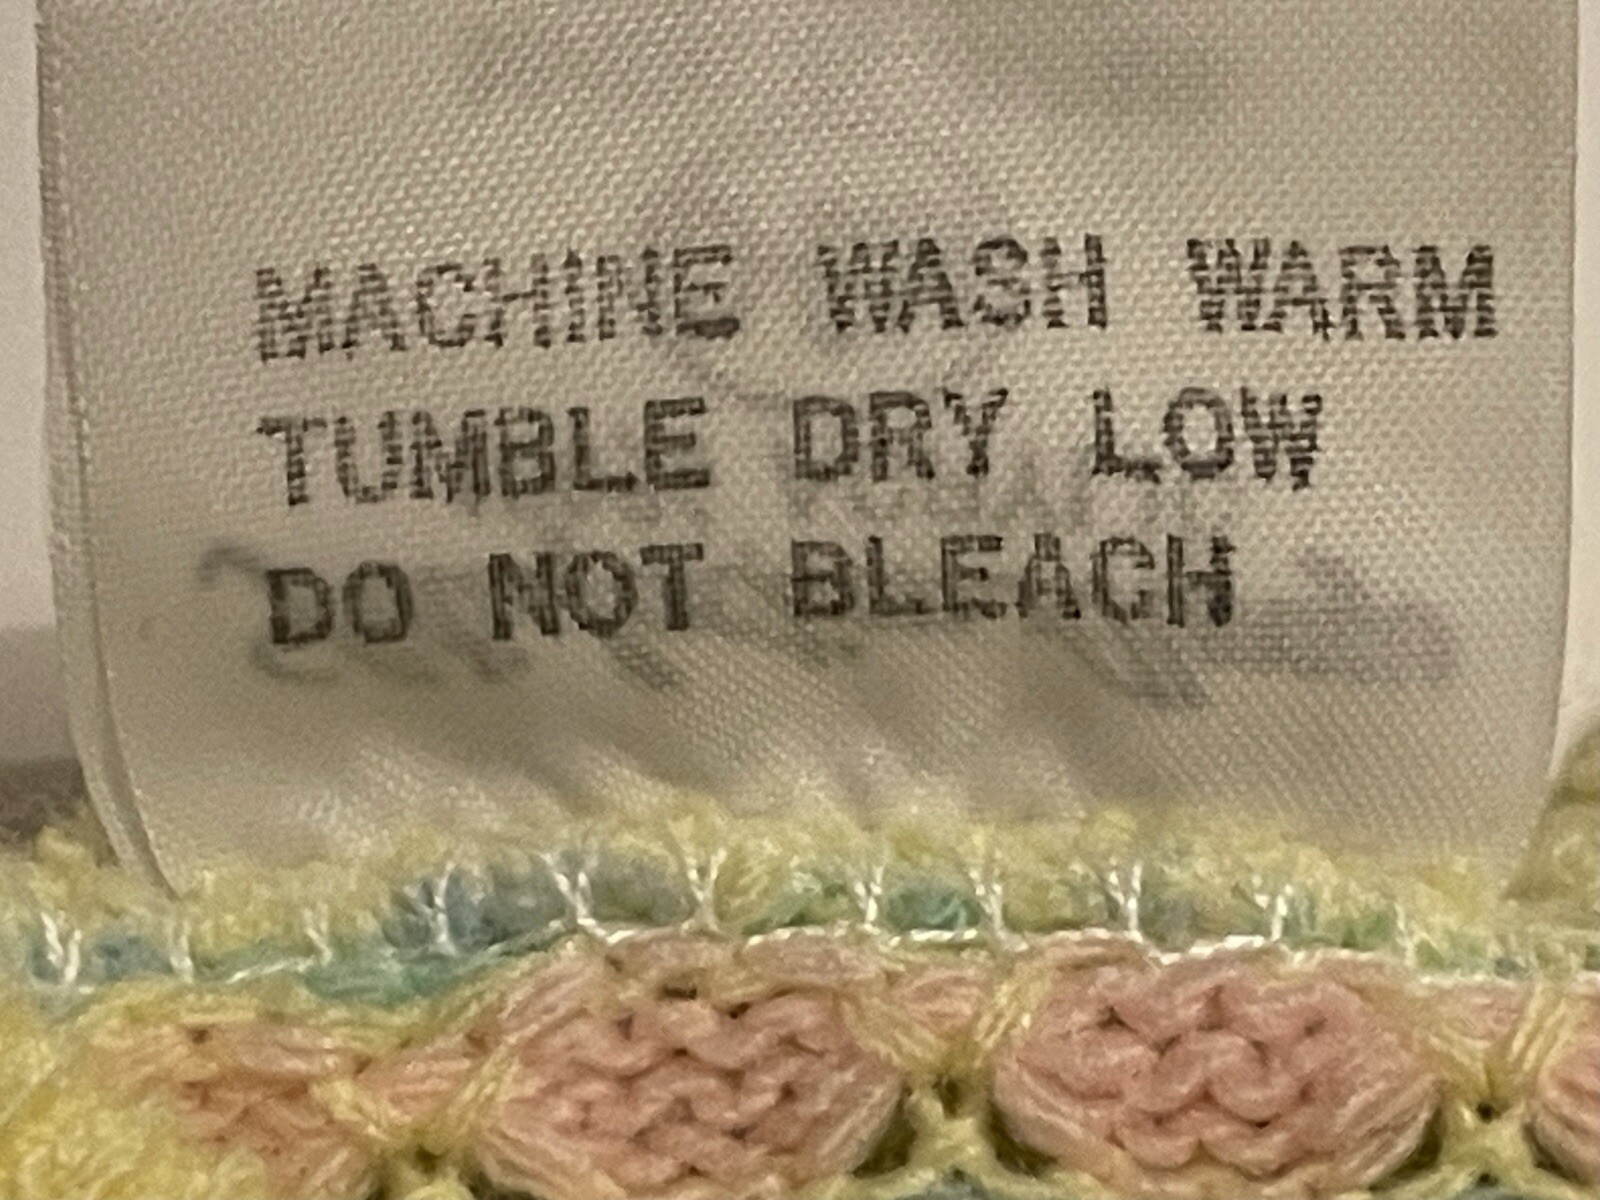 MACHINE WASH WARM
TUMBLE DRY LOW
DO NOT BLEACH